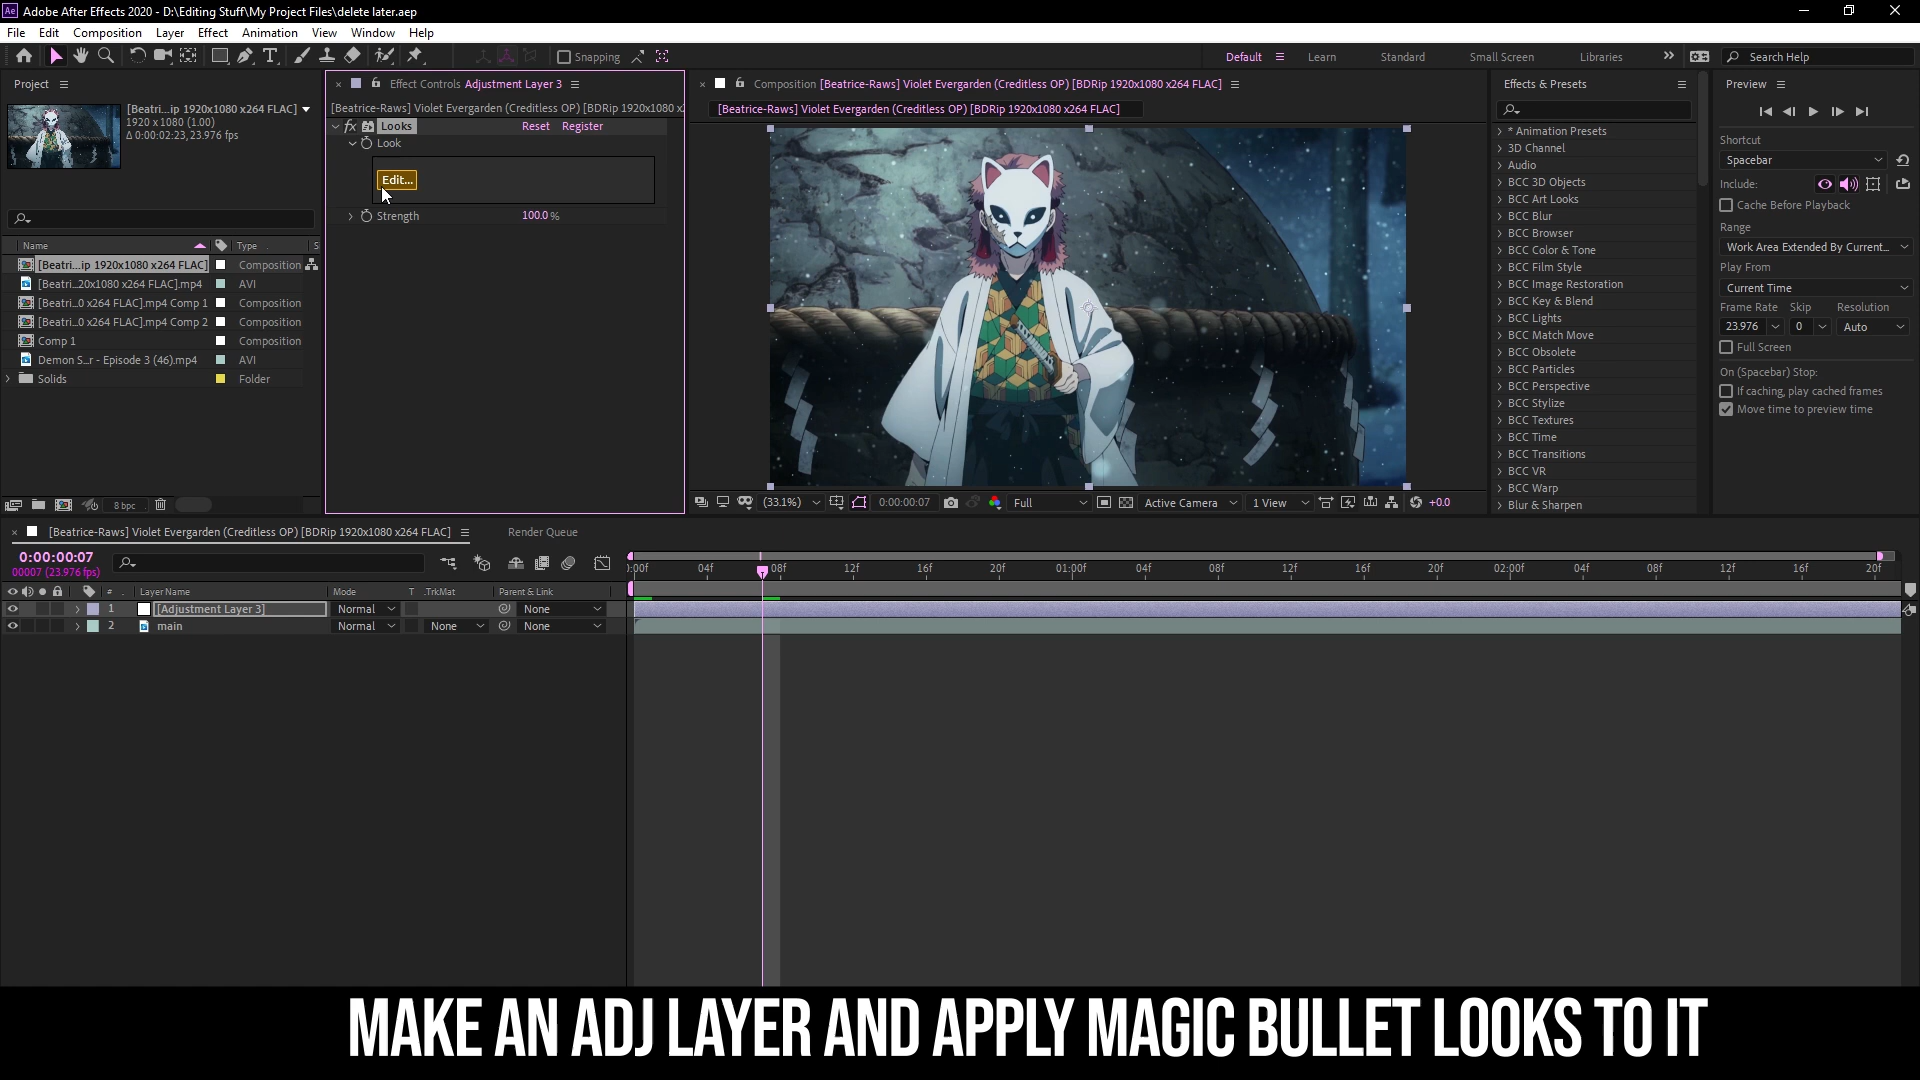 Adobe After Effects 2020 - D:\Editing Stuff\My Project Files\delete later.aep
File Edit Composition Layer Effect Animation View Window Help
Snapping
Default Learn Standard Small Screen Libraries
Search Help
Project
[Beatri...ip 1920x1080 x264 FLAC]
1920 x 1080 (1.00)
Δ 0:00:02:23, 23.976 fps
Name Type S
[Beatri...ip 1920x1080 x264 FLAC] Composition
[Beatri...20x1080 x264 FLAC].mp4 AVI
[Beatri...0 x264 FLAC].mp4 Comp 1 Composition
[Beatri...0 x264 FLAC].mp4 Comp 2 Composition
Comp 1 Composition
Demon S...r - Episode 3 (46).mp4 AVI
Solids Folder
8 bpc
Effect Controls Adjustment Layer 3
[Beatrice-Raws] Violet Evergarden (Creditless OP) [BDRip 1920x1080 x2
fx Looks Reset Register
Look
Edit...
Strength 100.0 %
Composition [Beatrice-Raws] Violet Evergarden (Creditless OP) [BDRip 1920x1080 x264 FLAC]
[Beatrice-Raws] Violet Evergarden (Creditless OP) [BDRip 1920x1080 x264 FLAC]
(33.1%) 0:00:00:07 Full Active Camera 1 View +0.0
Effects & Presets
* Animation Presets
3D Channel
Audio
BCC 3D Objects
BCC Art Looks
BCC Blur
BCC Browser
BCC Color & Tone
BCC Film Style
BCC Image Restoration
BCC Key & Blend
BCC Lights
BCC Match Move
BCC Obsolete
BCC Particles
BCC Perspective
BCC Stylize
BCC Textures
BCC Time
BCC Transitions
BCC VR
BCC Warp
Blur & Sharpen
Preview
Shortcut
Spacebar
Include:
Cache Before Playback
Range
Work Area Extended By Current...
Play From
Current Time
Frame Rate Skip Resolution
23.976 0 Auto
Full Screen
On (Spacebar) Stop:
If caching, play cached frames
Move time to preview time
[Beatrice-Raws] Violet Evergarden (Creditless OP) [BDRip 1920x1080 x264 FLAC] Render Queue
0:00:00:07
00007 (23.976 fps)
):00f 04f 08f 12f 16f 20f 01:00f 04f 08f 12f 16f 20f 02:00f 04f 08f 12f 16f 20f
# Layer Name Mode T .TrkMat Parent & Link
1 [Adjustment Layer 3] Normal None
2 main Normal None None
MAKE AN ADJ LAYER AND APPLY MAGIC BULLET LOOKS TO IT